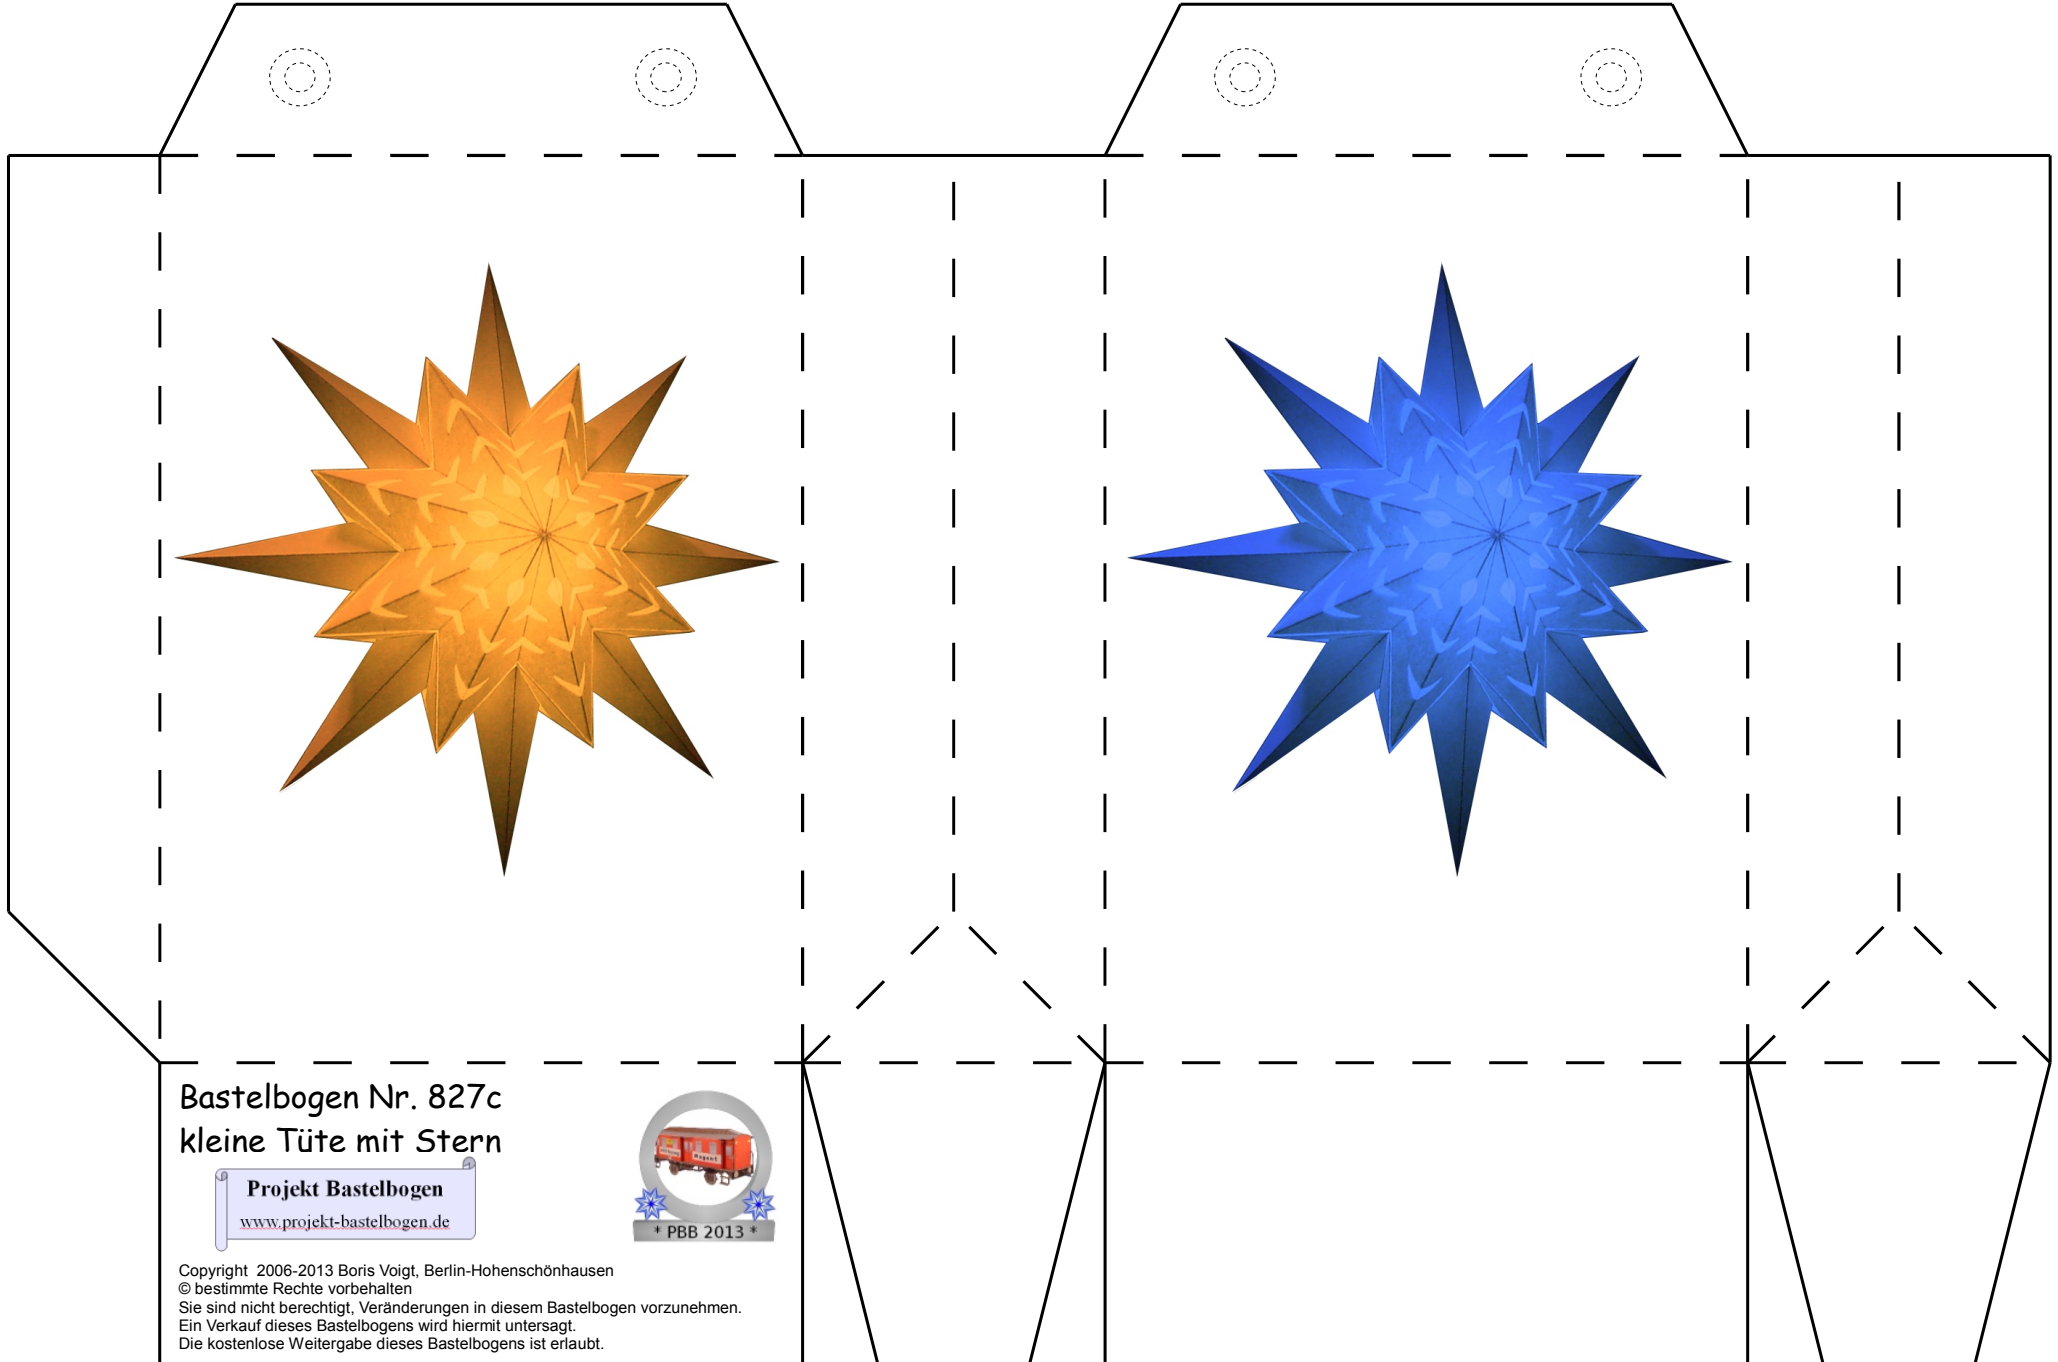 Bastelbogen Nr. 827c
kleine Tüte mit Stern
Projekt Bastelbogen
www.projekt-bastelbogen.de
* PBB 2013 *
Copyright  2006-2013 Boris Voigt, Berlin-Hohenschönhausen
© bestimmte Rechte vorbehalten
Sie sind nicht berechtigt, Veränderungen in diesem Bastelbogen vorzunehmen.
Ein Verkauf dieses Bastelbogens wird hiermit untersagt.
Die kostenlose Weitergabe dieses Bastelbogens ist erlaubt.